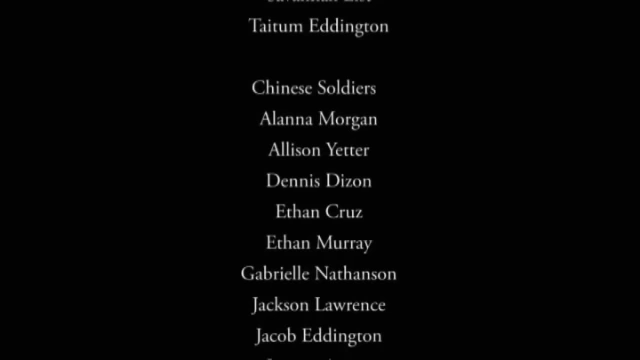 Taitum Eddington
Chinese Soldiers
Alanna Morgan
Allison Yetter
Dennis Dizon
Ethan Cruz
Ethan Murray
Gabrielle Nathanson
Jackson Lawrence
Jacob Eddington